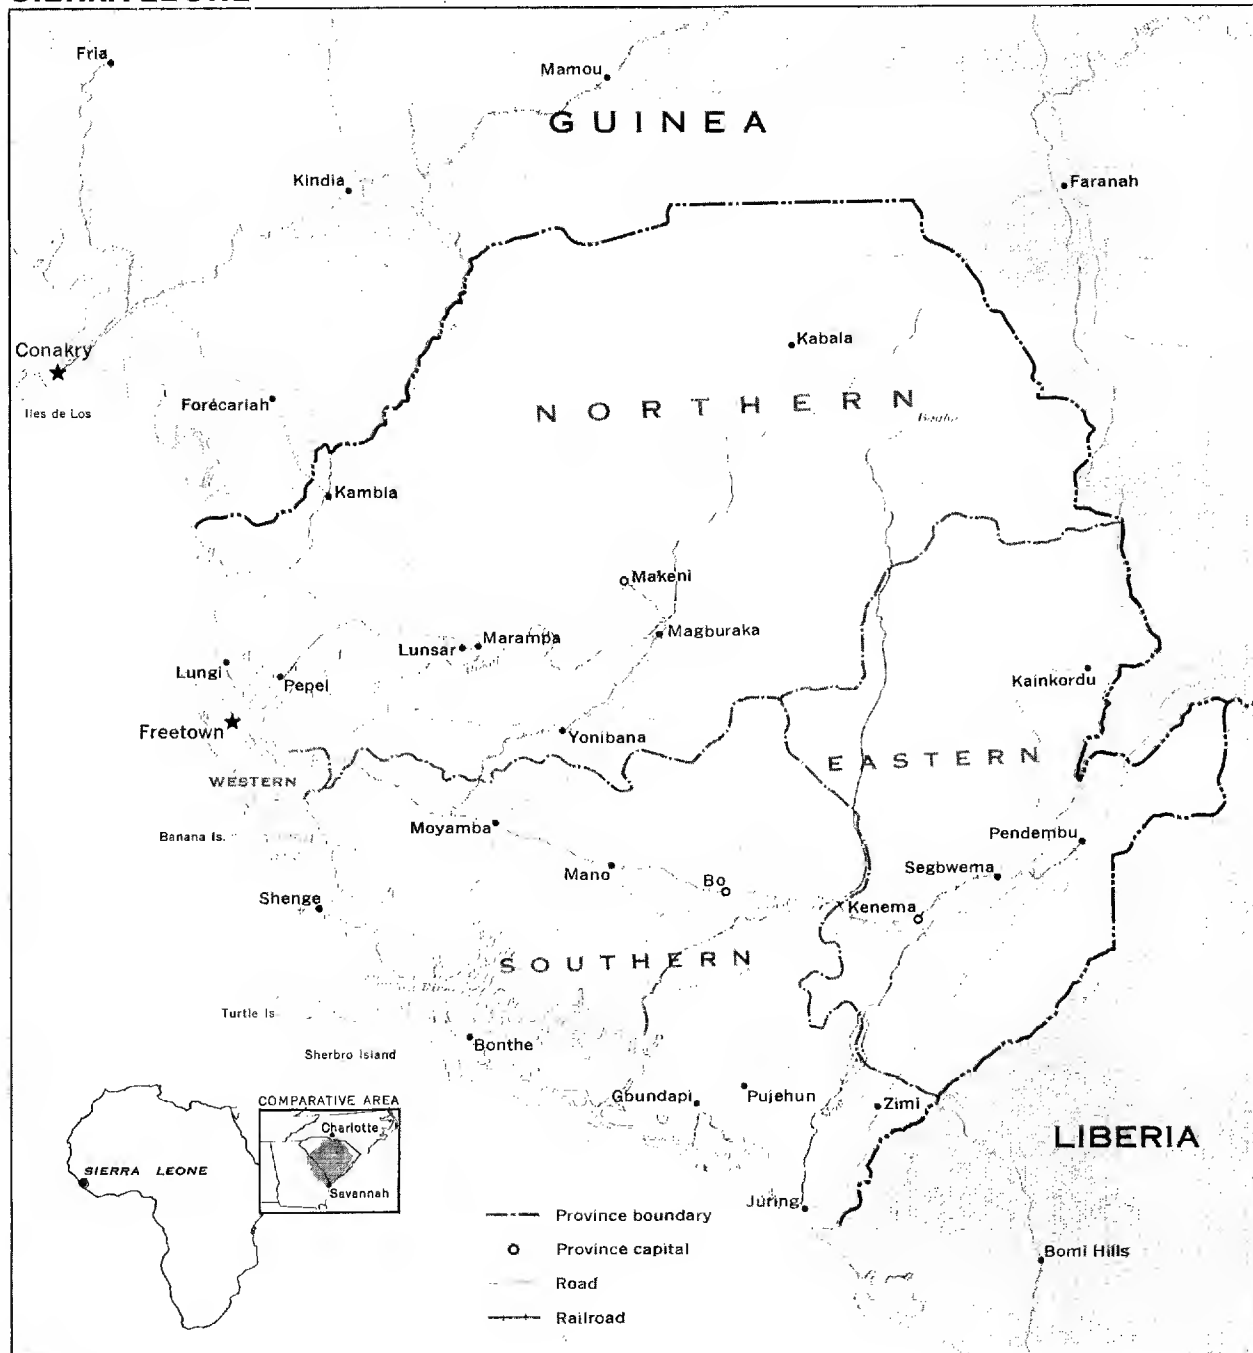 SIERRA LEONE
Fria
Mamou
GUINEA
Kindia
Faranah
Conakry
Kabala
Iles de Los
Forécariah
NORTHERN
Kambia
Makeni
Magburaka
Marampa
Lunsar
Lungi
Pepel
Kainkordu
Freetown
Yonibana
EASTERN
WESTERN
Moyamba
Pendembu
Banana Is.
Mano
Bo
Segbwema
Shenge
Kenema
SOUTHERN
Turtle Is
Bonthe
Sherbro Island
Gbundapi
Pujehun
Zimi
COMPARATIVE AREA
Charlotte
LIBERIA
SIERRA LEONE
Savannah
Juring
Province boundary
Province capital
Bomi Hills
Road
Railroad